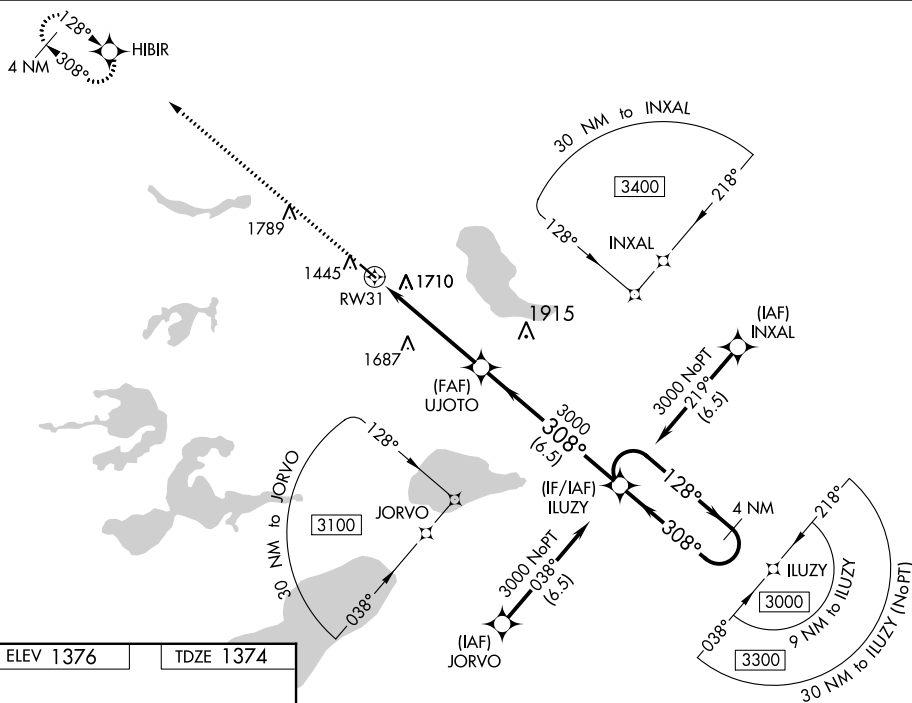 128°
HIBIR
4 NM
308°
30 NM to INXAL
3400
218°
128°
INXAL
1789
1445
RW31
1710
1915
1687
(FAF)
UJOTO
(IAF)
INXAL
3000 NoPT
219°
(6.5)
3000
308°
(6.5)
128°
30 NM to JORVO
3100
JORVO
038°
(IF/IAF)
ILUZY
128°
4 NM
308°
3000 NoPT
038°
(6.5)
(IAF)
JORVO
218°
ILUZY
3000
9 NM to ILUZY
038°
3300
30 NM to ILUZY (NoPT)
ELEV 1376
TDZE 1374